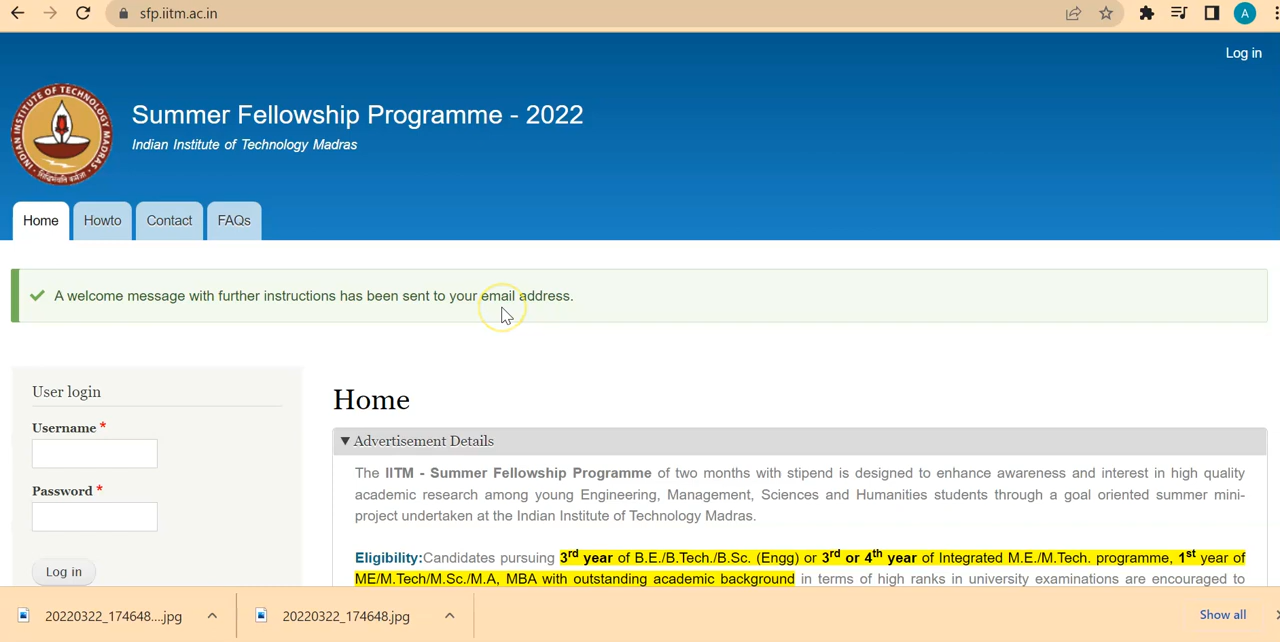 sfp.iitm.ac.in
A
Log in
INDIAN INSTITUTE OF TECHNOLOGY MADRAS
Summer Fellowship Programme - 2022
Indian Institute of Technology Madras
Home Howto Contact FAQs
A welcome message with further instructions has been sent to your email address.
User login
Username *
Password *
Log in
Home
▼ Advertisement Details
The IITM - Summer Fellowship Programme of two months with stipend is designed to enhance awareness and interest in high quality
academic research among young Engineering, Management, Sciences and Humanities students through a goal oriented summer mini-
project undertaken at the Indian Institute of Technology Madras.
Eligibility:Candidates pursuing 3rd year of B.E./B.Tech./B.Sc. (Engg) or 3rd or 4th year of Integrated M.E./M.Tech. programme, 1st year of
ME/M.Tech/M.Sc./M.A, MBA with outstanding academic background in terms of high ranks in university examinations are encouraged to
20220322_174648....jpg
20220322_174648.jpg
Show all